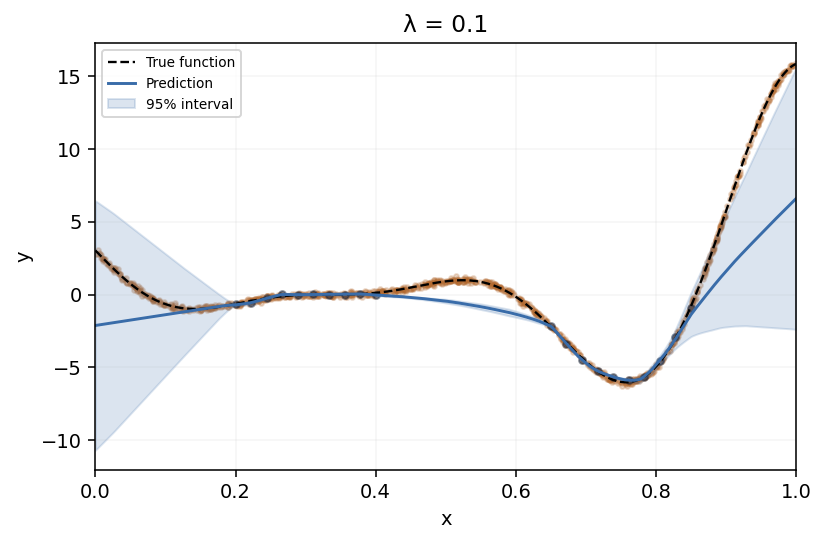 λ = 0.1
True function
Prediction
95% interval
y
15
10
5
0
−5
−10
0.0 0.2 0.4 0.6 0.8 1.0
x